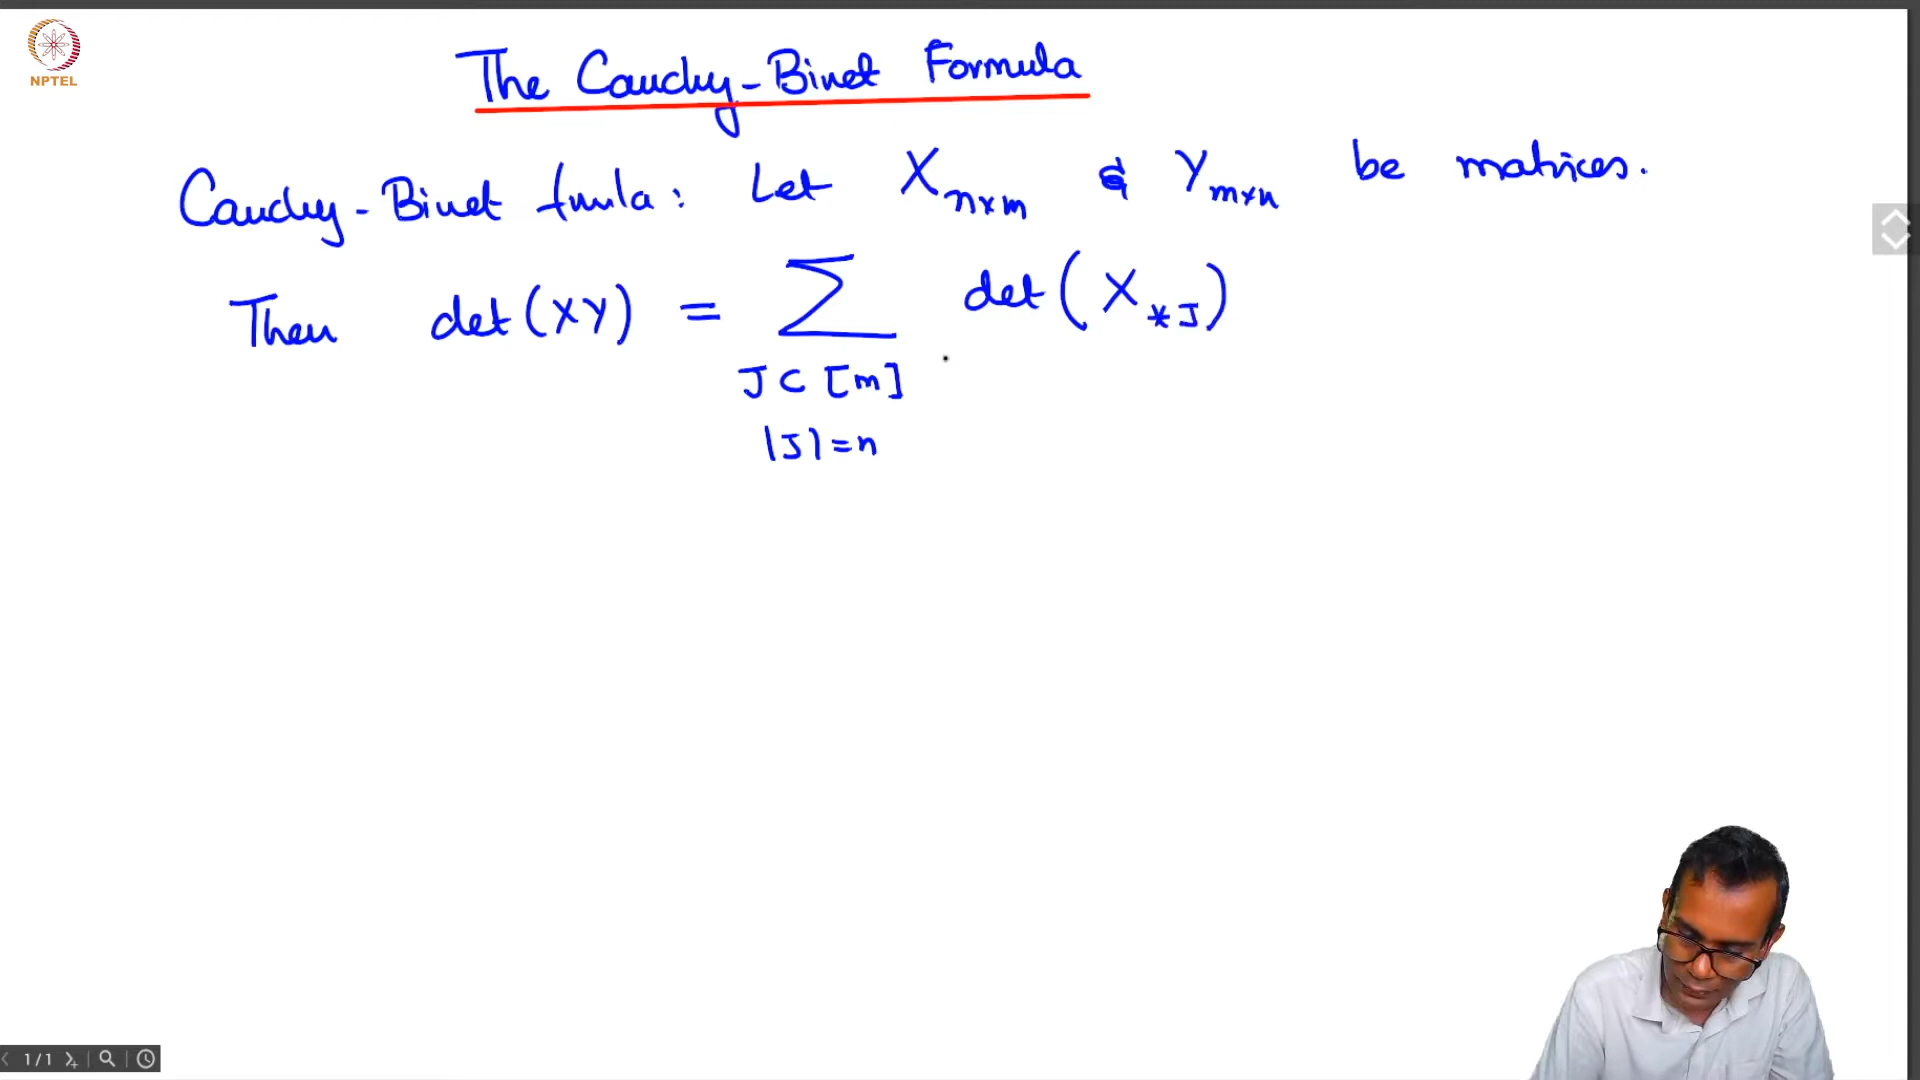 NPTEL
The Cauchy-Binet Formula
Cauchy-Binet fmula: Let X_{n×m} & Y_{m×n} be matrices.
Then det(XY) = ∑_{J⊂[m] |J|=n} det(X_{*J})
1/1